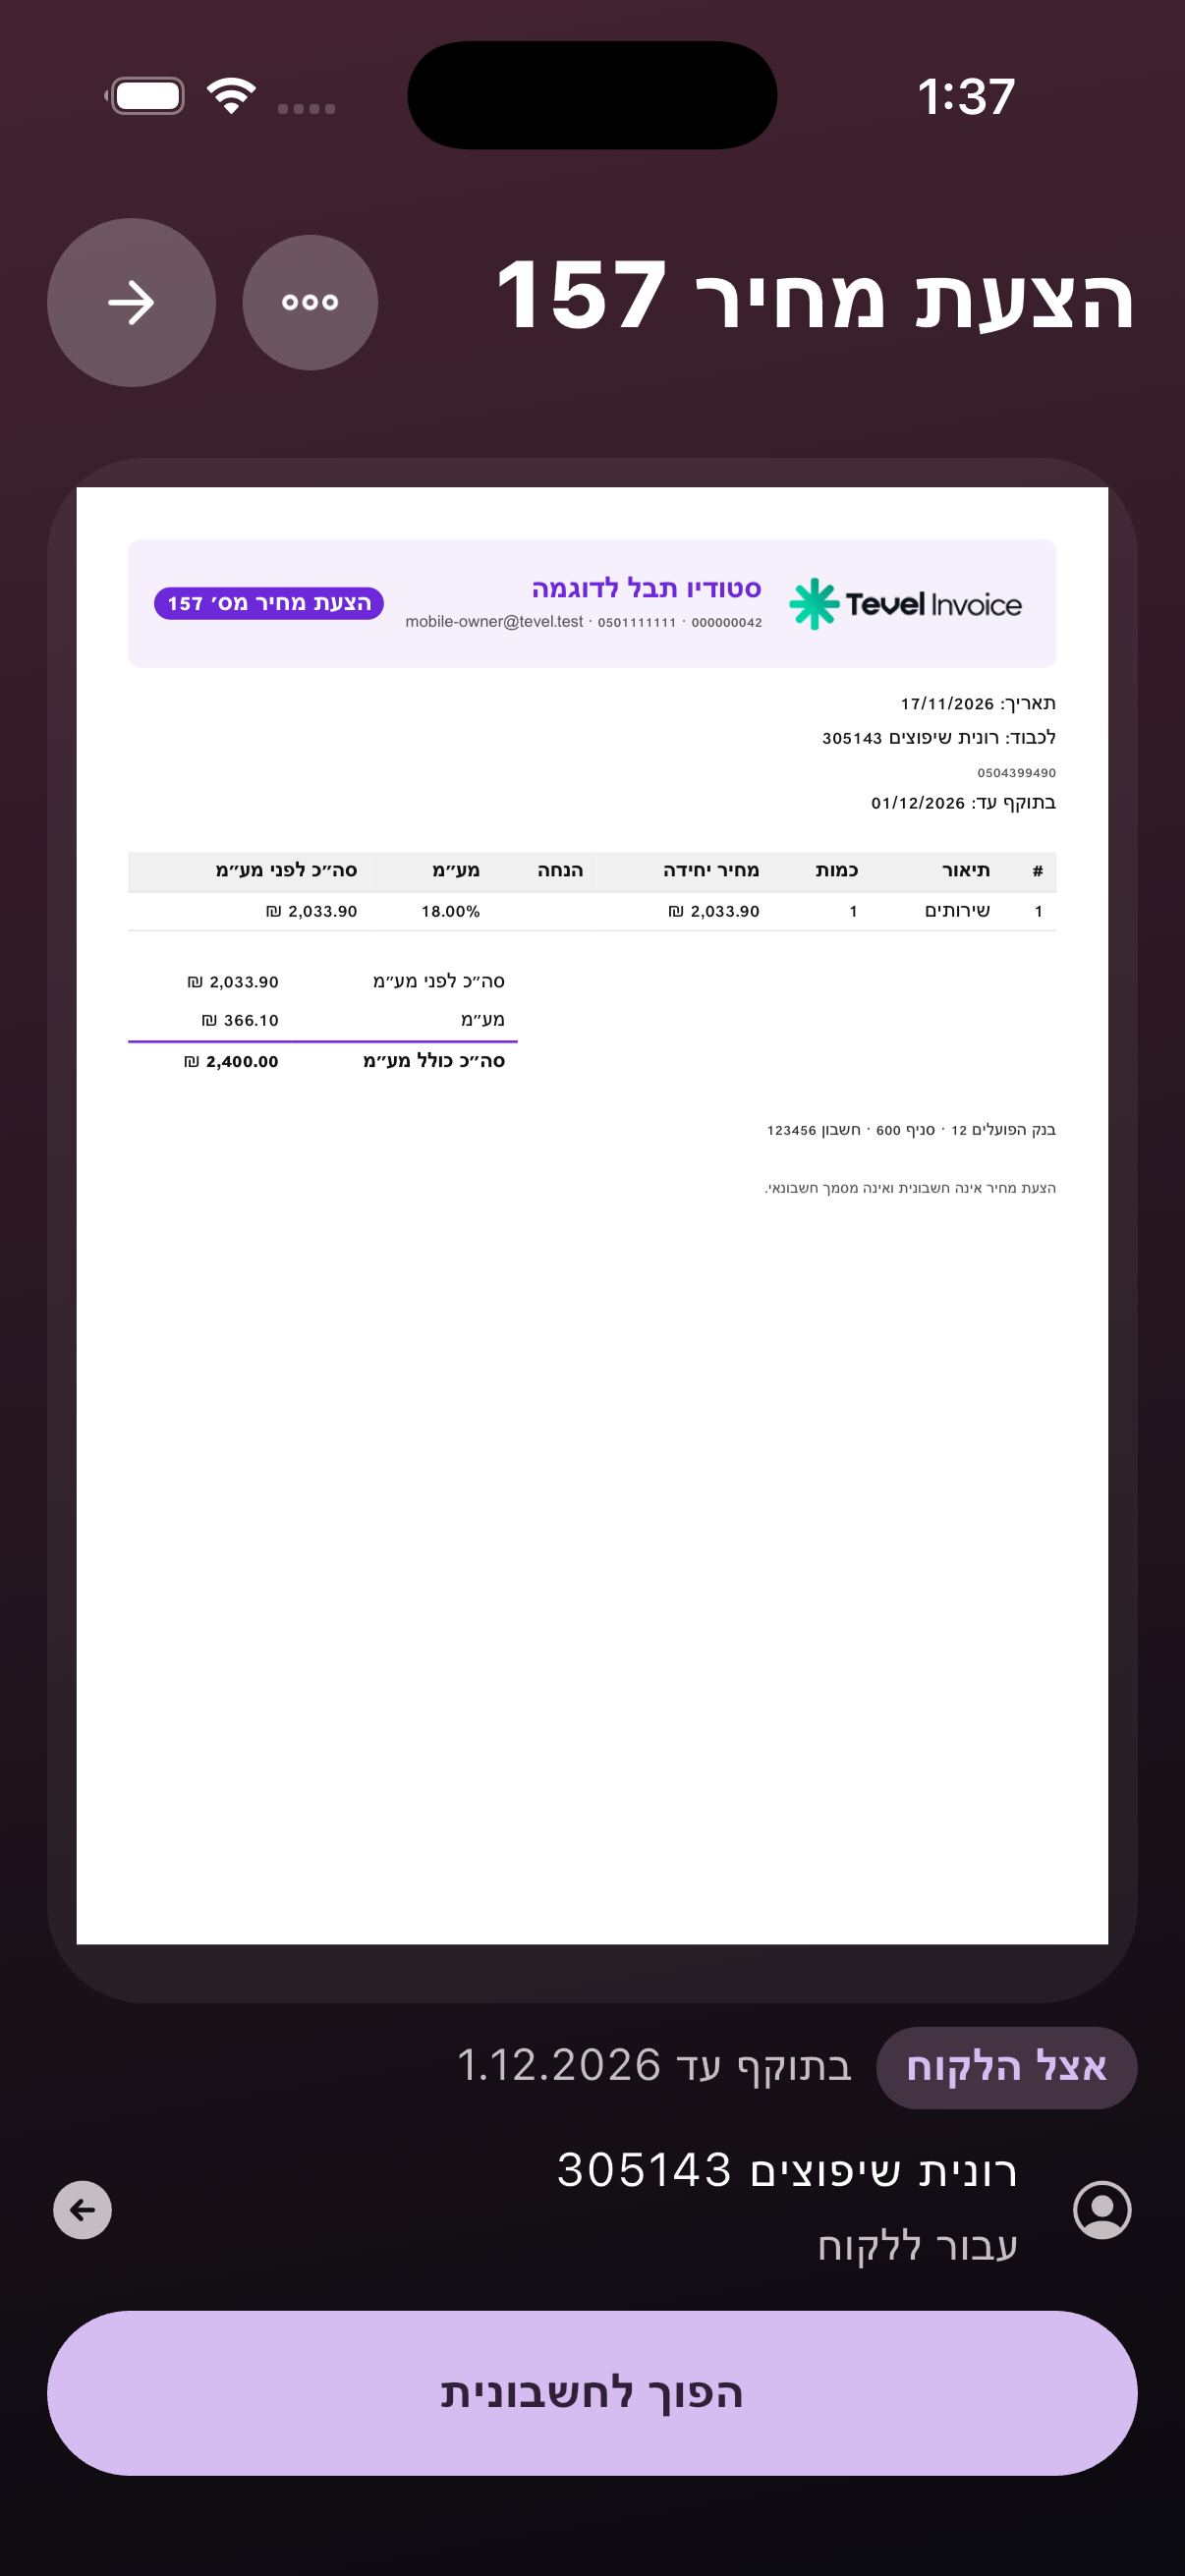 1:37
הצעת מחיר 157
Tevel Invoice
סטודיו תבל לדוגמה
000000042 · 0501111111 · mobile-owner@tevel.test
הצעת מחיר מס׳ 157
תאריך: 17/11/2026
לכבוד: רונית שיפוצים 305143
0504399490
בתוקף עד: 01/12/2026
# תיאור כמות מחיר יחידה הנחה מע״מ סה״כ לפני מע״מ
1 שירותים 1 2,033.90 ₪ 18.00% 2,033.90 ₪
סה״כ לפני מע״מ 2,033.90 ₪
מע״מ 366.10 ₪
סה״כ כולל מע״מ 2,400.00 ₪
בנק הפועלים 12 · סניף 600 · חשבון 123456
הצעת מחיר אינה חשבונית ואינה מסמך חשבונאי.
אצל הלקוח בתוקף עד 1.12.2026
רונית שיפוצים 305143
עבור ללקוח
הפוך לחשבונית